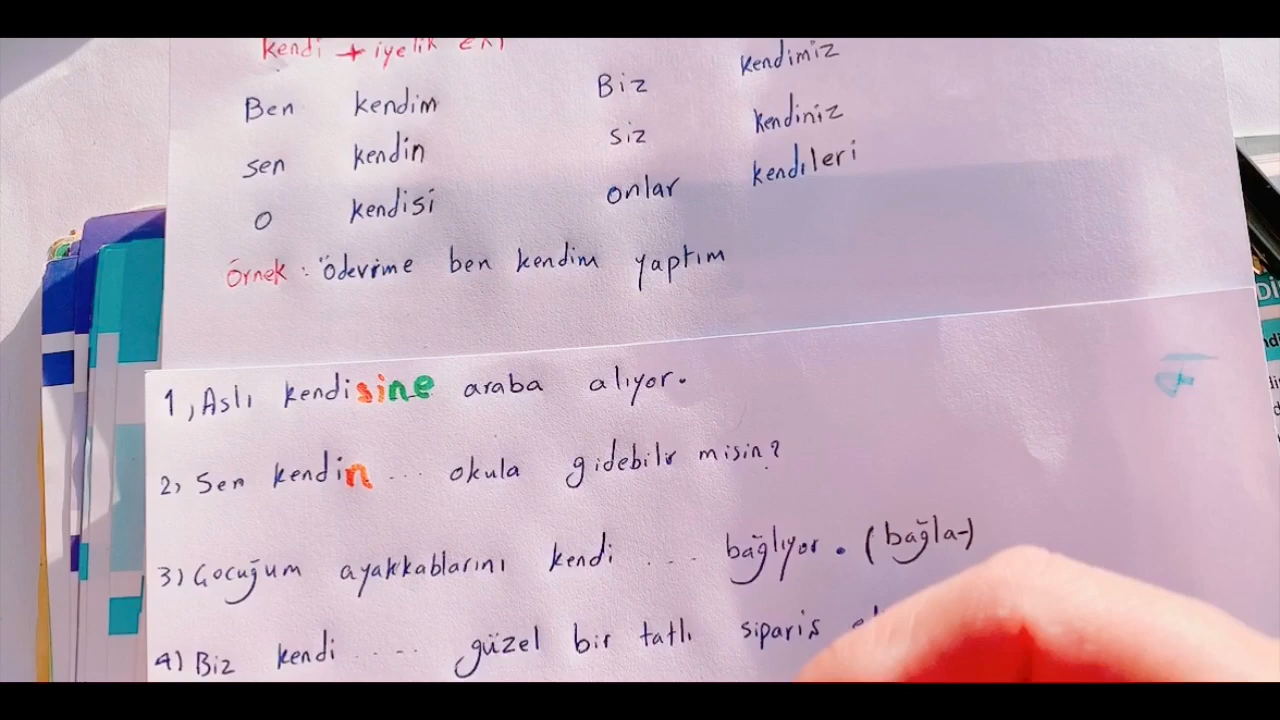 kendi + iyelik eki
Ben kendim Biz kendimiz
sen kendin siz kendiniz
o kendisi onlar kendileri
Örnek : ödevime ben kendim yaptım
1, Aslı kendisine araba alıyor.
2) Sen kendin ... okula gidebilir misin?
3) Çocuğum ayakkablarını kendi .... bağlıyor. (bağla-)
4) Biz kendi ..... güzel bir tatlı sipariş